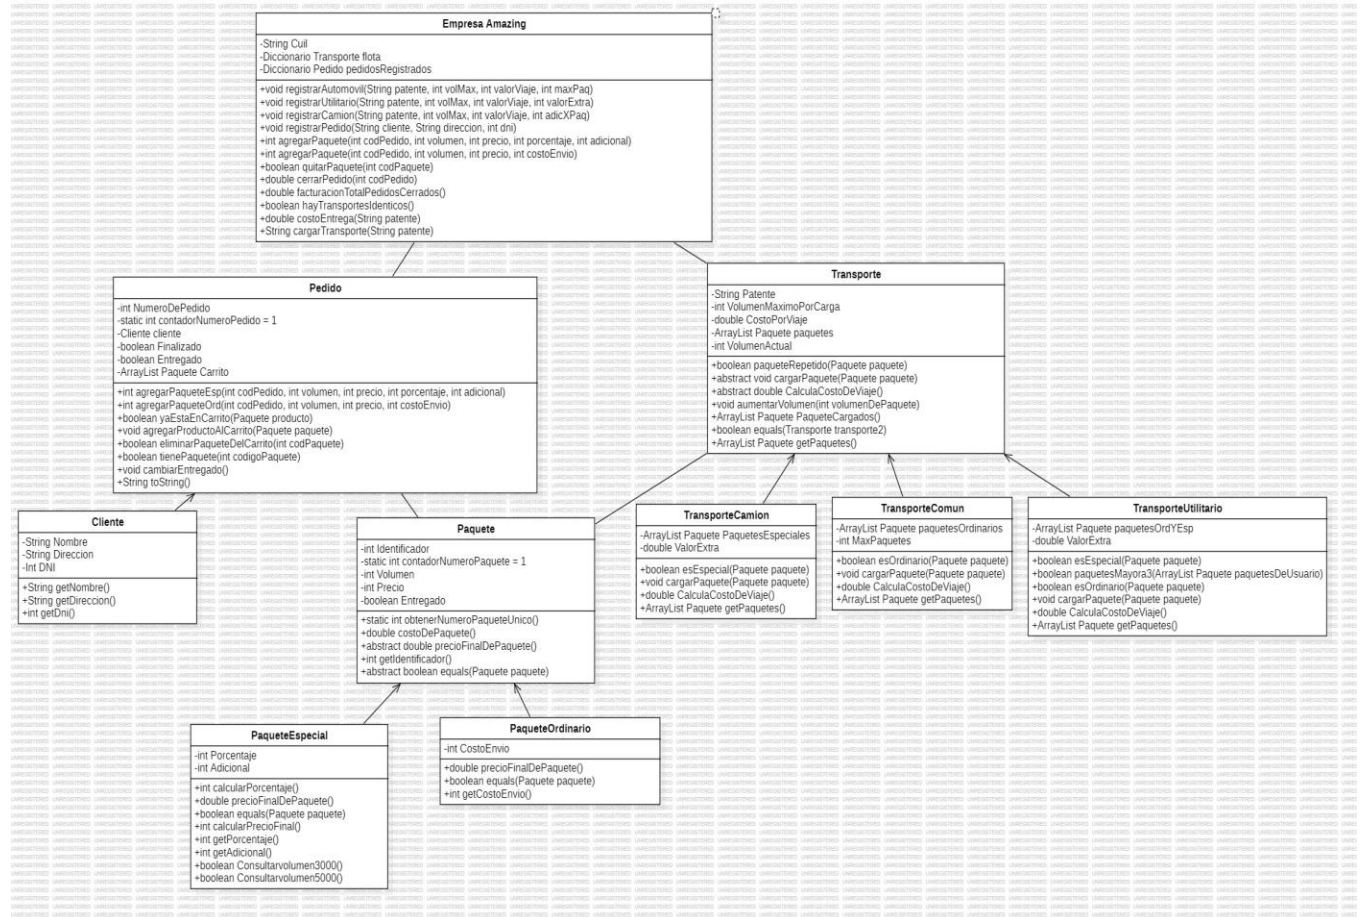 Empresa Amazing
-String Cuil
-Diccionario Transporte flota
-Diccionario Pedido pedidosRegistrados
+void registrarAutomovil(String patente, int volMax, int valorViaje, int maxPaq)
+void registrarUtilitario(String patente, int volMax, int valorViaje, int valorExtra)
+void registrarCamion(String patente, int volMax, int valorViaje, int adicXPaq)
+void registrarPedido(String cliente, String direccion, int dni)
+int agregarPaquete(int codPedido, int volumen, int precio, int porcentaje, int adicional)
+int agregarPaquete(int codPedido, int volumen, int precio, int costoEnvio)
+boolean quitarPaquete(int codPaquete)
+double cerrarPedido(int codPedido)
+double facturacionTotalPedidosCerrados()
+boolean hayTransportesIdenticos()
+double costoEntrega(String patente)
+String cargarTransporte(String patente)
Pedido
-int NumeroDePedido
-static int contadorNumeroPedido = 1
-Cliente cliente
-boolean Finalizado
-boolean Entregado
-ArrayList Paquete Carrito
+int agregarPaqueteEsp(int codPedido, int volumen, int precio, int porcentaje, int adicional)
+int agregarPaqueteOrd(int codPedido, int volumen, int precio, int costoEnvio)
+boolean yaEstaEnCarrito(Paquete producto)
+void agregarProductoAlCarrito(Paquete paquete)
+boolean eliminarPaqueteDelCarrito(int codPaquete)
+boolean tienePaquete(int codigoPaquete)
+void cambiarEntregado()
+String toString()
Transporte
-String Patente
-int VolumenMaximoPorCarga
-double CostoPorViaje
-ArrayList Paquete paquetes
-int VolumenActual
+boolean paqueteRepetido(Paquete paquete)
+abstract void cargarPaquete(Paquete paquete)
+abstract double CalculaCostoDeViaje()
+void aumentarVolumen(int volumenDePaquete)
+ArrayList Paquete PaqueteCargados()
+boolean equals(Transporte transporte2)
+ArrayList Paquete getPaquetes()
Cliente
-String Nombre
-String Direccion
-Int DNI
+String getNombre()
+String getDireccion()
+int getDni()
Paquete
-int Identificador
-static int contadorNumeroPaquete = 1
-int Volumen
-int Precio
-boolean Entregado
+static int obtenerNumeroPaqueteUnico()
+double costoDePaquete()
+abstract double precioFinalDePaquete()
+int getIdentificador()
+abstract boolean equals(Paquete paquete)
TransporteCamion
-ArrayList Paquete PaquetesEspeciales
-double ValorExtra
+boolean esEspecial(Paquete paquete)
+void cargarPaquete(Paquete paquete)
+double CalculaCostoDeViaje()
+ArrayList Paquete getPaquetes()
TransporteComun
-ArrayList Paquete paquetesOrdinarios
-int MaxPaquetes
+boolean esOrdinario(Paquete paquete)
+void cargarPaquete(Paquete paquete)
+double CalculaCostoDeViaje()
+ArrayList Paquete getPaquetes()
TransporteUtilitario
-ArrayList Paquete paquetesOrdYEsp
-double ValorExtra
+boolean esEspecial(Paquete paquete)
+boolean paquetesMayora3(ArrayList Paquete paquetesDeUsuario)
+boolean esOrdinario(Paquete paquete)
+void cargarPaquete(Paquete paquete)
+double CalculaCostoDeViaje()
+ArrayList Paquete getPaquetes()
PaqueteEspecial
-int Porcentaje
-int Adicional
+int calcularPorcentaje()
+double precioFinalDePaquete()
+boolean equals(Paquete paquete)
+int calcularPrecioFinal()
+int getPorcentaje()
+int getAdicional()
+boolean Consultarvolumen3000()
+boolean Consultarvolumen5000()
PaqueteOrdinario
-int CostoEnvio
+double precioFinalDePaquete()
+boolean equals(Paquete paquete)
+int getCostoEnvio()